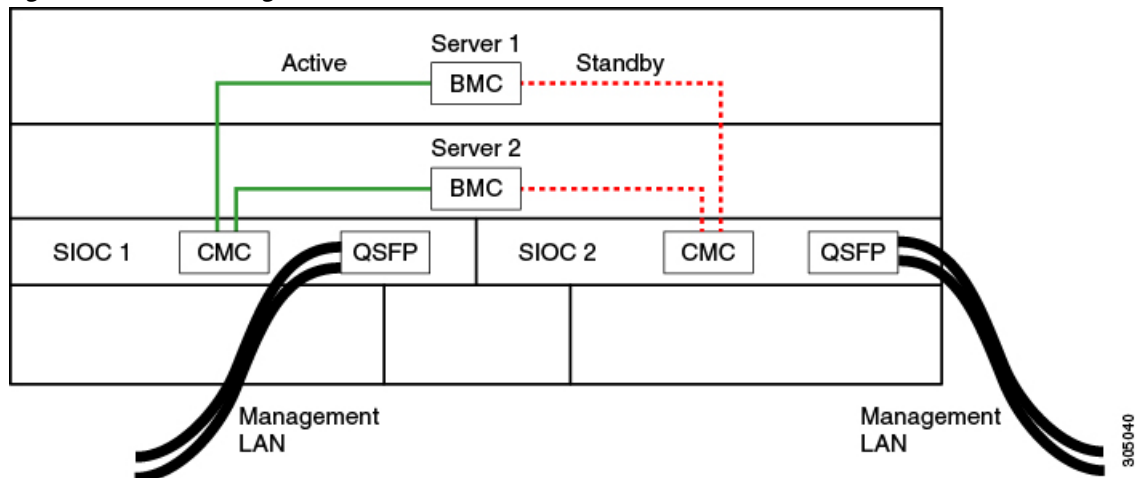 Server 1
Active
BMC
Standby
Server 2
BMC
SIOC 1
CMC
QSFP
SIOC 2
CMC
QSFP
Management
LAN
Management
LAN
305040